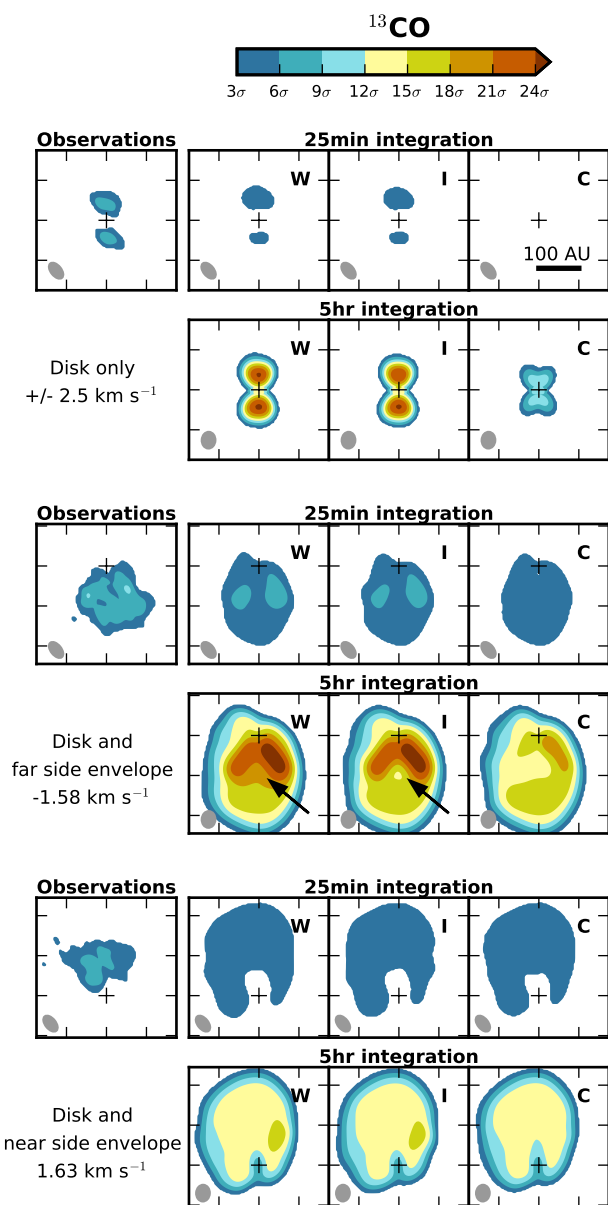 ¹³CO
3σ 6σ 9σ 12σ 15σ 18σ 21σ 24σ
Observations 25min integration
W I C
100 AU
5hr integration
W I C
Disk only
+/- 2.5 km s⁻¹
Observations 25min integration
W I C
5hr integration
W I C
Disk and
far side envelope
-1.58 km s⁻¹
Observations 25min integration
W I C
5hr integration
W I C
Disk and
near side envelope
1.63 km s⁻¹